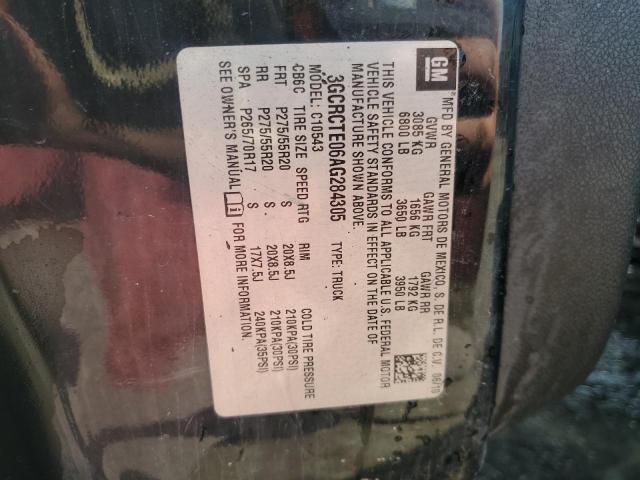 GM
MFD BY GENERAL MOTORS DE MEXICO, S. DE R.L. DE C.V. 06/10
GVWR GAWR FRT GAWR RR
3085 KG 1656 KG 1792 KG
6800 LB 3650 LB 3950 LB
THIS VEHICLE CONFORMS TO ALL APPLICABLE U.S. FEDERAL MOTOR
VEHICLE SAFETY STANDARDS IN EFFECT ON THE DATE OF
MANUFACTURE SHOWN ABOVE.
3GCRCTE06AG284305 TYPE: TRUCK
MODEL: C10543
CB6C TIRE SIZE SPEED RTG RIM COLD TIRE PRESSURE
FRT P275/55R20 S 20X8.5J 210KPA(30PSI)
RR P275/55R20 S 20X8.5J 210KPA(30PSI)
SPA P265/70R17 S 17X7.5J 240KPA(35PSI)
SEE OWNER'S MANUAL FOR MORE INFORMATION.